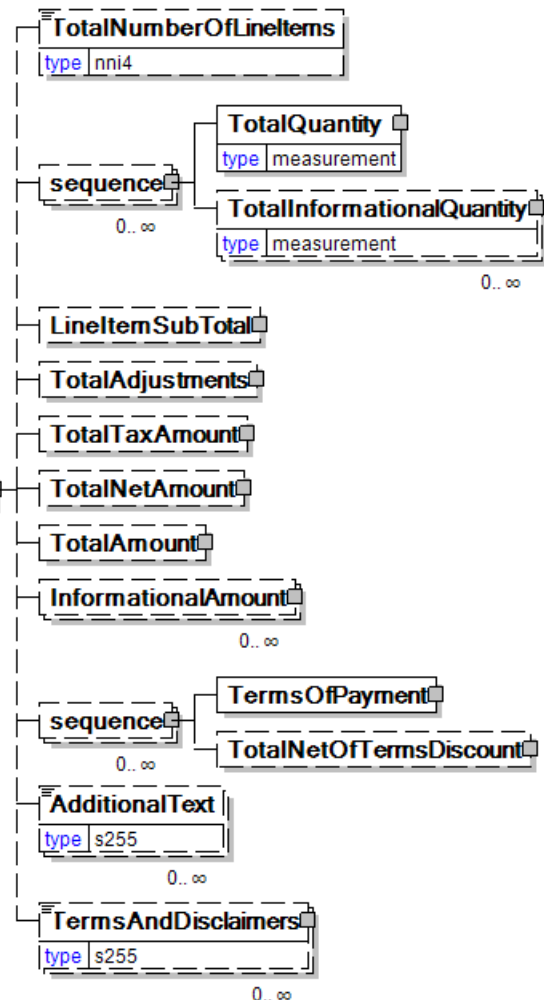 TotalNumberOfLineItems
type nni4
TotalQuantity
type measurement
sequence
0.. ∞
TotalInformationalQuantity
type measurement
0.. ∞
LineItemSubTotal
TotalAdjustments
TotalTaxAmount
TotalNetAmount
TotalAmount
InformationalAmount
0.. ∞
TermsOfPayment
sequence
0.. ∞
TotalNetOfTermsDiscount
AdditionalText
type s255
0.. ∞
TermsAndDisclaimers
type s255
0.. ∞